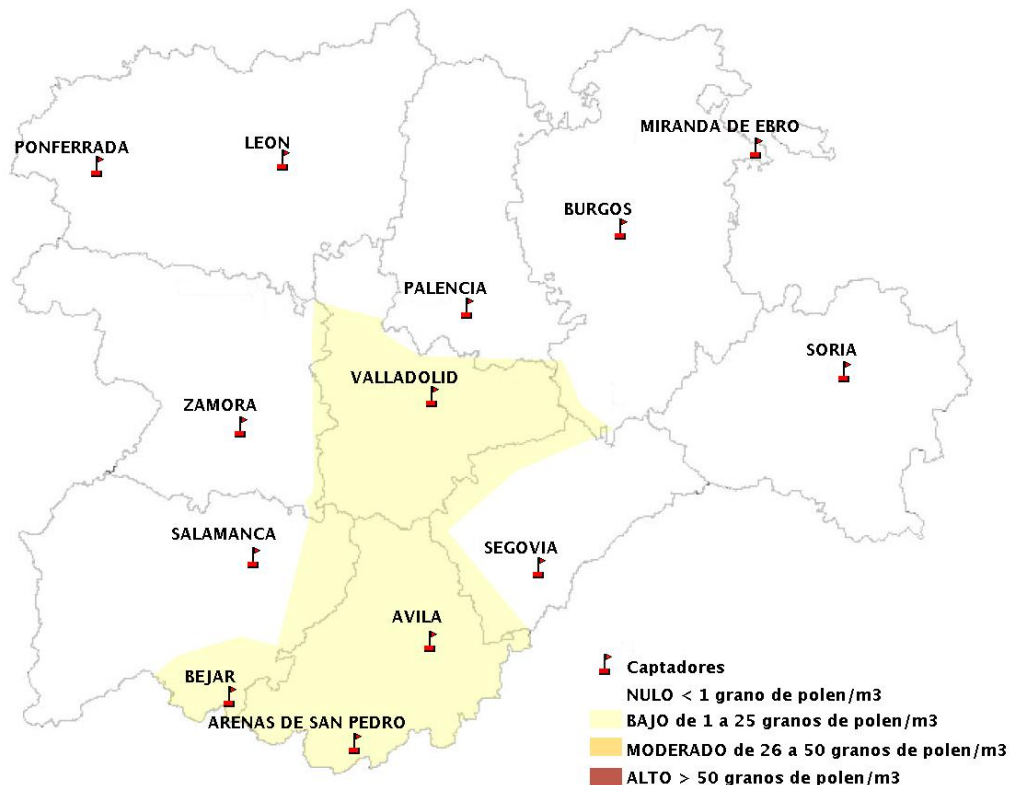 MIRANDA DE EBRO
PONFERRADA
LEON
BURGOS
PALENCIA
SORIA
VALLADOLID
ZAMORA
SALAMANCA
SEGOVIA
AVILA
BEJAR
ARENAS DE SAN PEDRO
Captadores
NULO < 1 grano de polen/m3
BAJO de 1 a 25 granos de polen/m3
MODERADO de 26 a 50 granos de polen/m3
ALTO > 50 granos de polen/m3